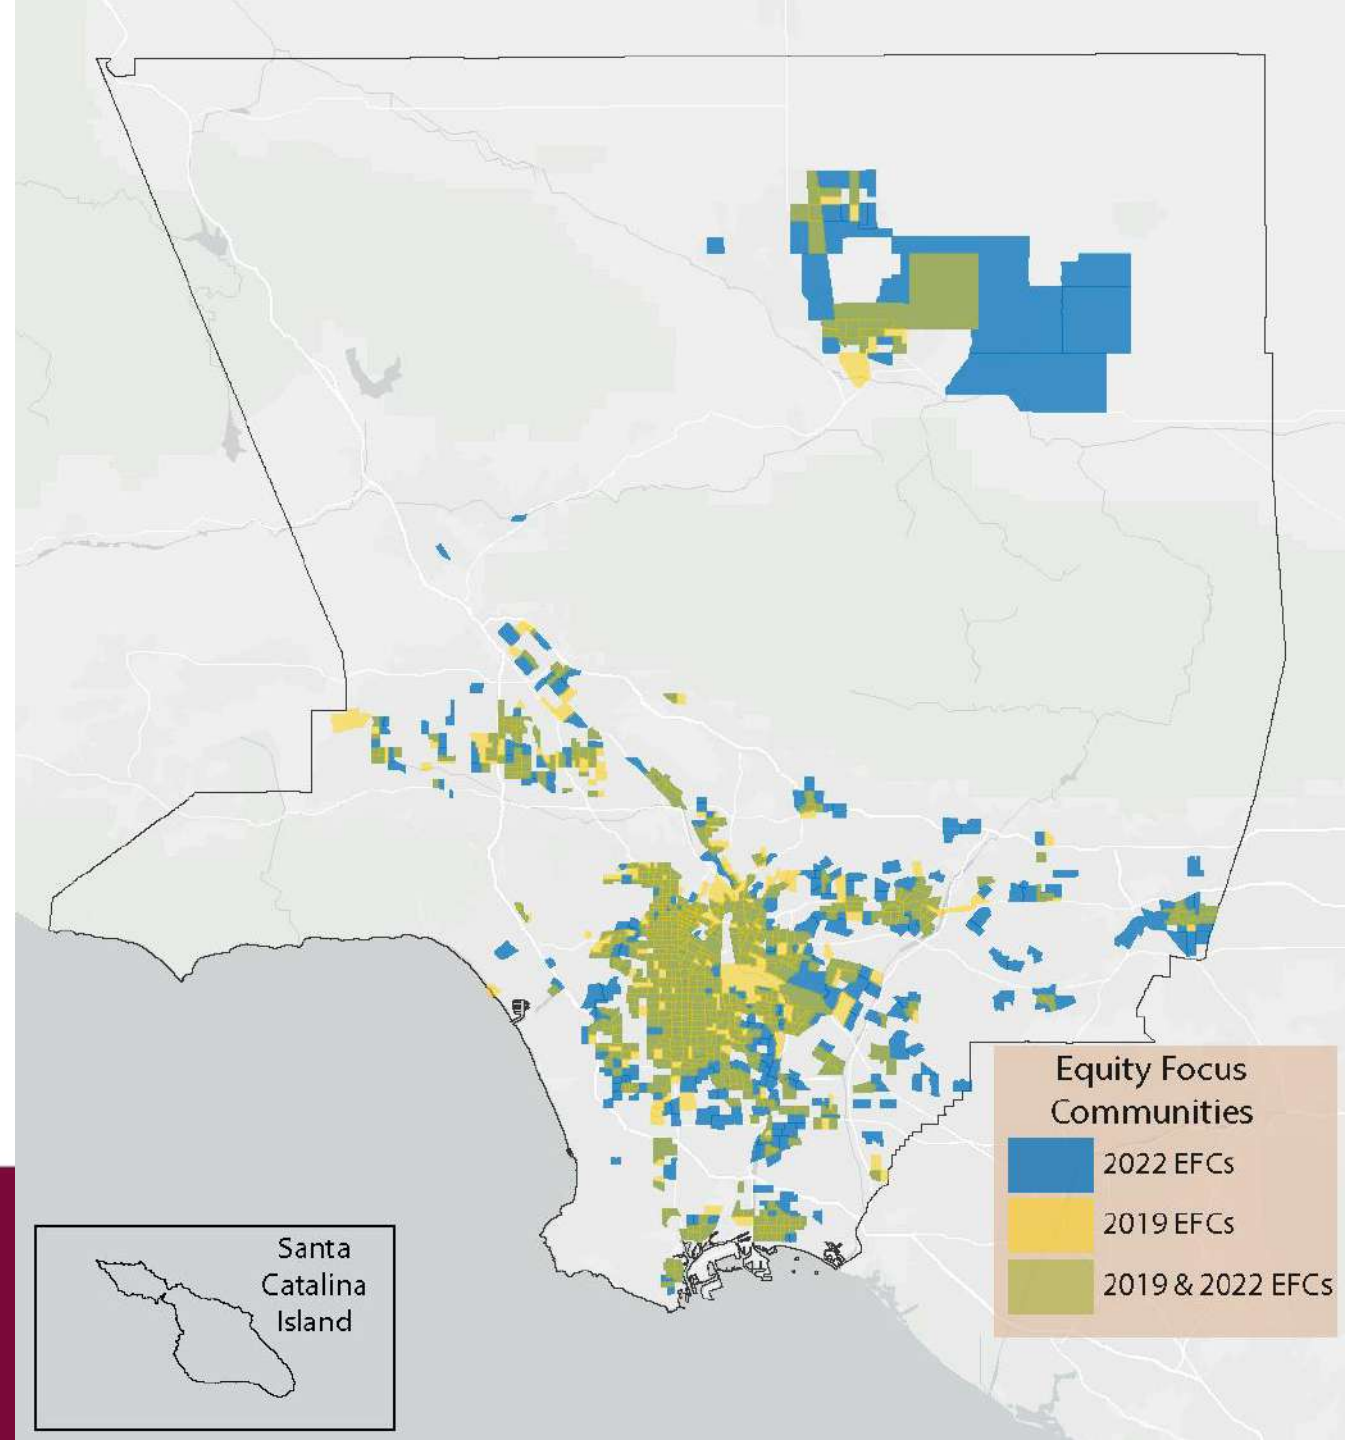 Equity Focus
Communities
2022 EFCs
2019 EFCs
2019 & 2022 EFCs
Santa
Catalina
Island